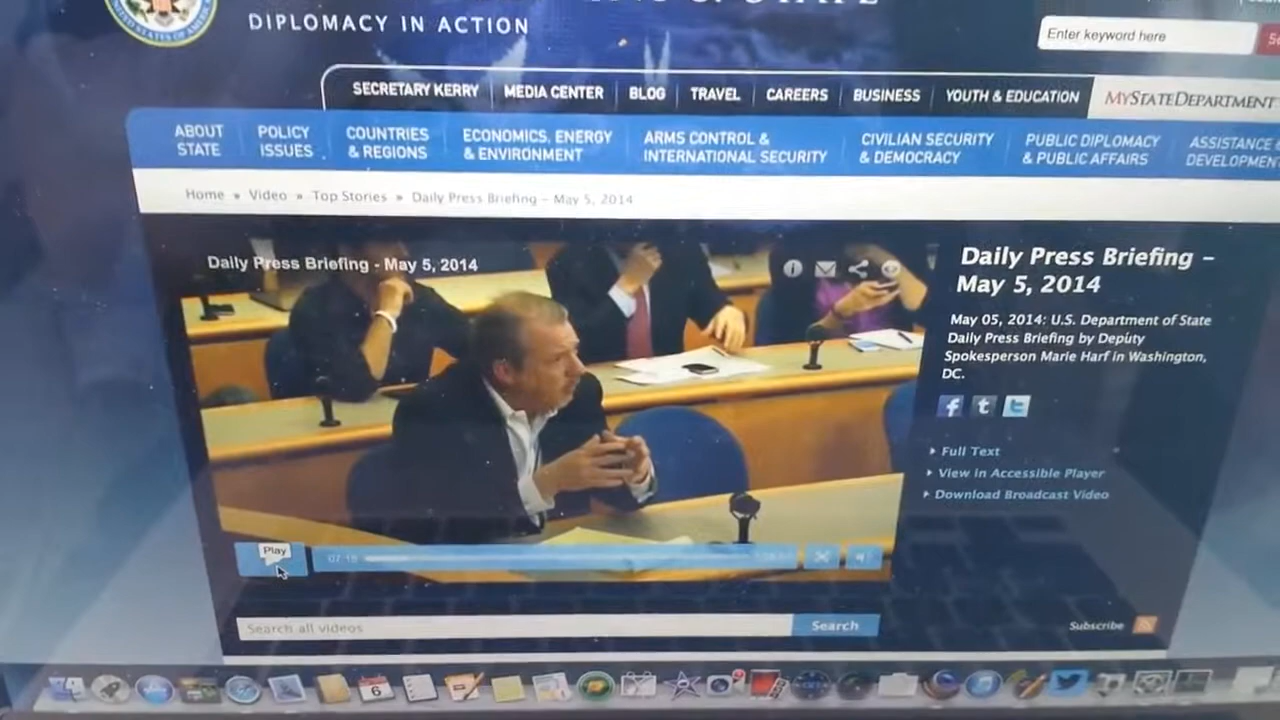 DIPLOMACY IN ACTION
Enter keyword here
SECRETARY KERRY MEDIA CENTER BLOG TRAVEL CAREERS BUSINESS YOUTH & EDUCATION MYSTATEDEPARTMENT
ABOUT STATE
POLICY ISSUES
COUNTRIES & REGIONS
ECONOMICS, ENERGY & ENVIRONMENT
ARMS CONTROL & INTERNATIONAL SECURITY
CIVILIAN SECURITY & DEMOCRACY
PUBLIC DIPLOMACY & PUBLIC AFFAIRS
ASSISTANCE
DEVELOPMENT
Home » Video » Top Stories » Daily Press Briefing – May 5, 2014
Daily Press Briefing - May 5, 2014
Daily Press Briefing –
May 5, 2014
May 05, 2014: U.S. Department of State
Daily Press Briefing by Deputy
Spokesperson Marie Harf in Washington,
DC.
Full Text
View in Accessible Player
Download Broadcast Video
Play
Search all videos
Search
Subscribe
6